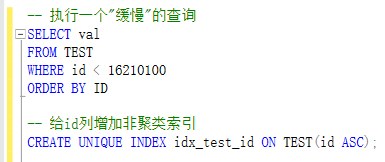 -- 执行一个"缓慢"的查询
SELECT val
FROM TEST
WHERE id < 16210100
ORDER BY ID
-- 给id列增加非聚类索引
CREATE UNIQUE INDEX idx_test_id ON TEST(id ASC);